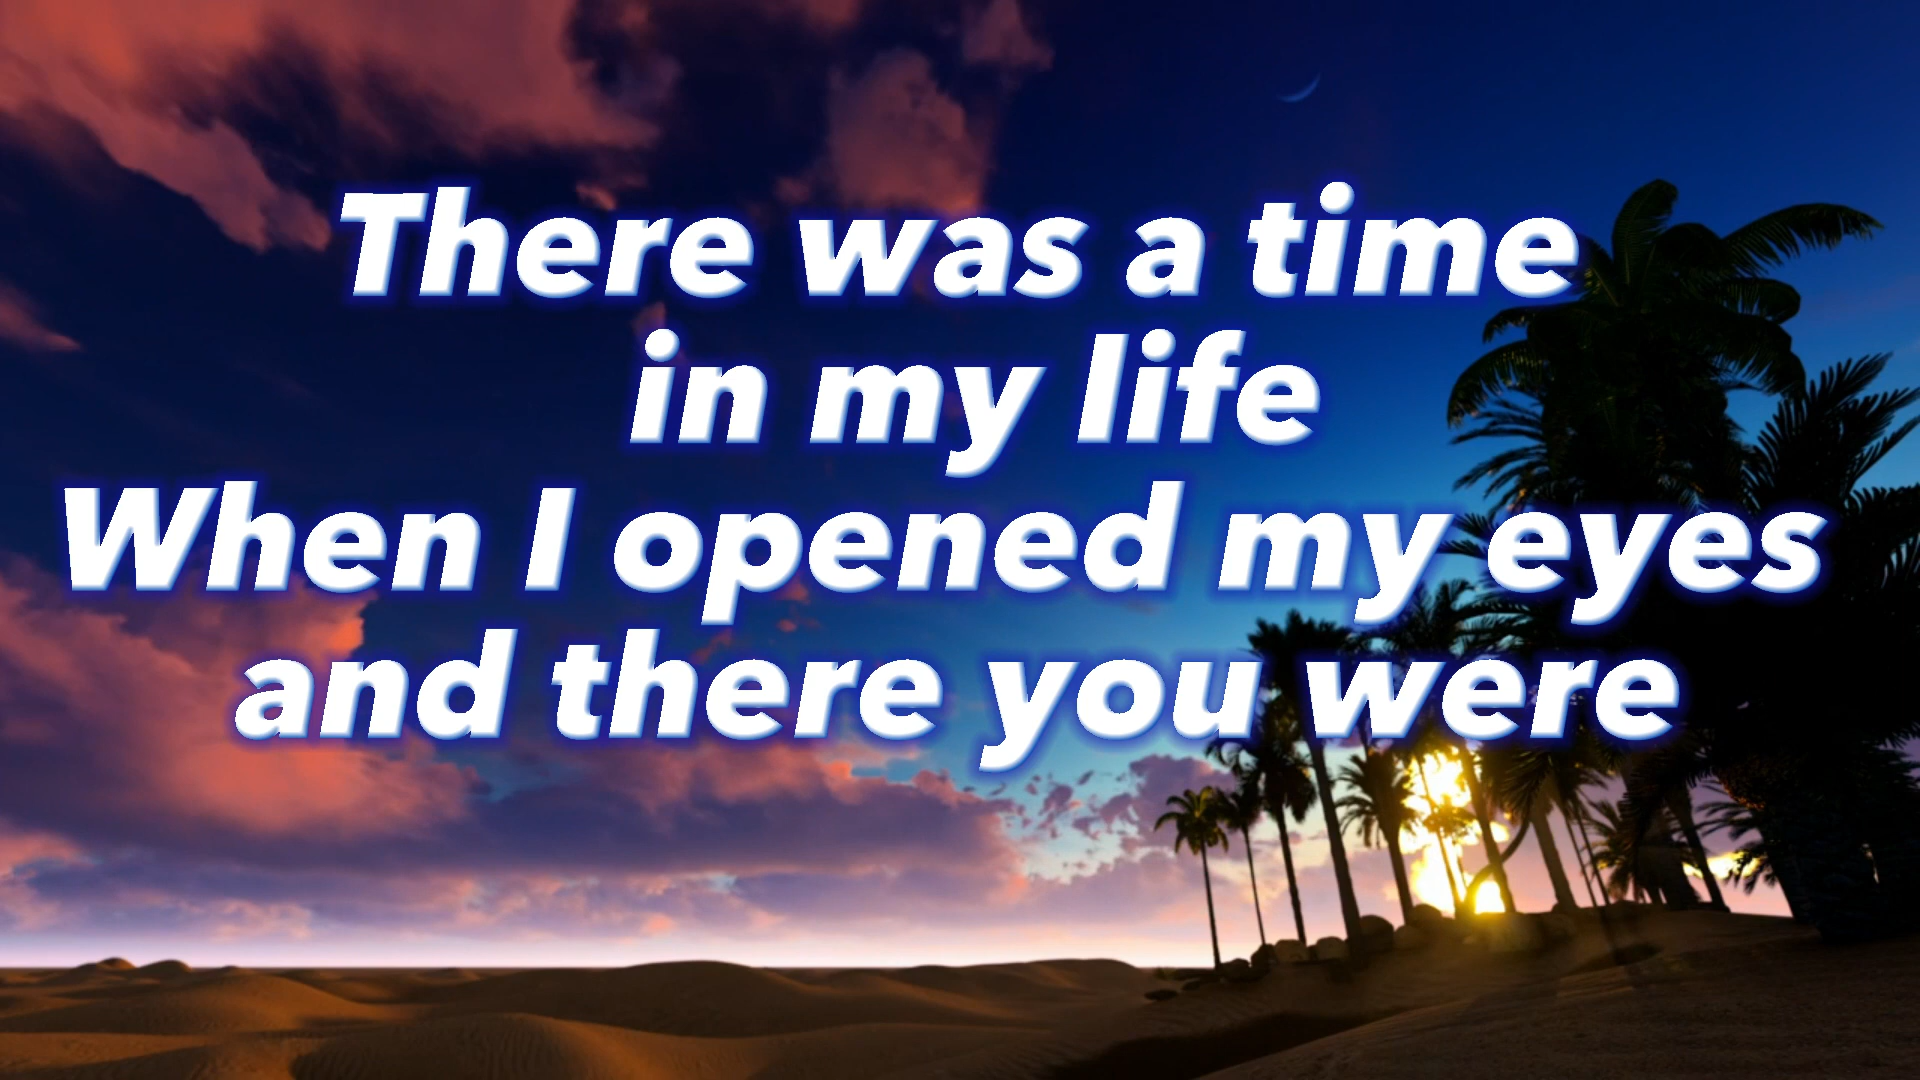 There was a time
in my life
When I opened my eyes
and there you were